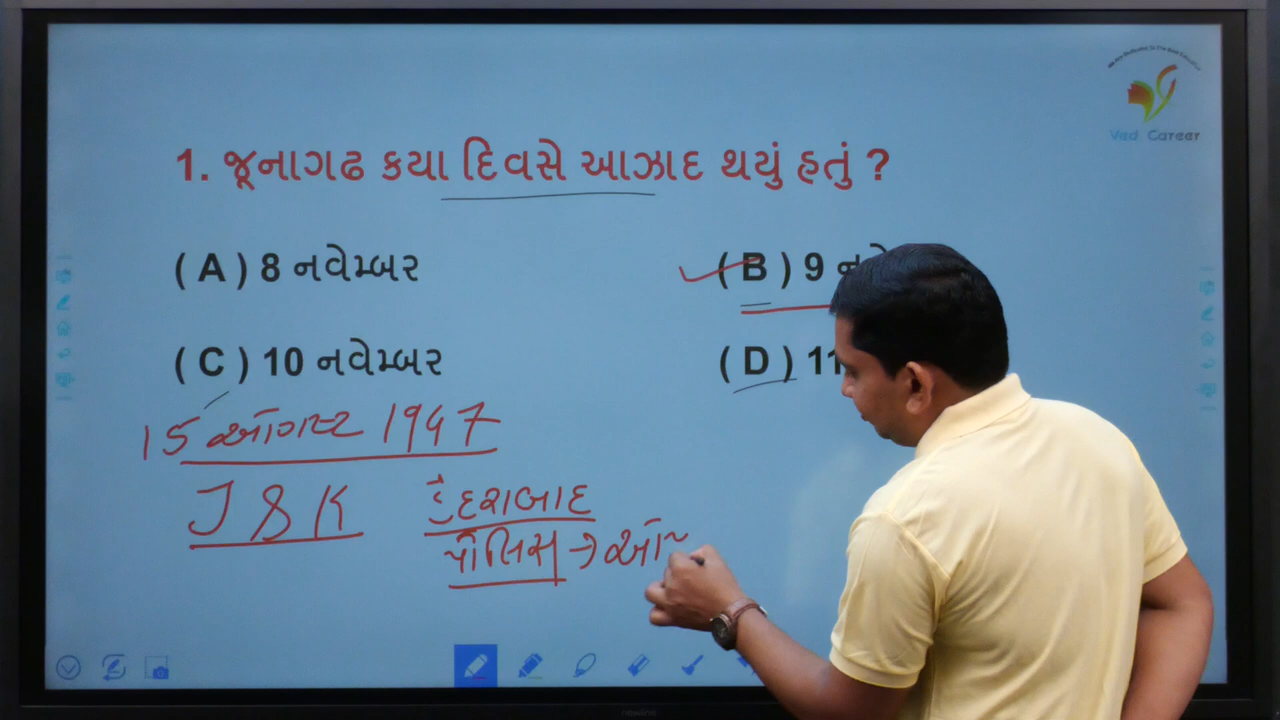 Ved Career
1. જૂનાગઢ કયા દિવસે આઝાદ થયું હતું ?
( A ) 8 નવેમ્બર
( B ) 9
( C ) 10 નવેમ્બર
( D ) 11
15 ઓગસ્ટ 1947
J & K
હૈદરાબાદ
પોલિસ →